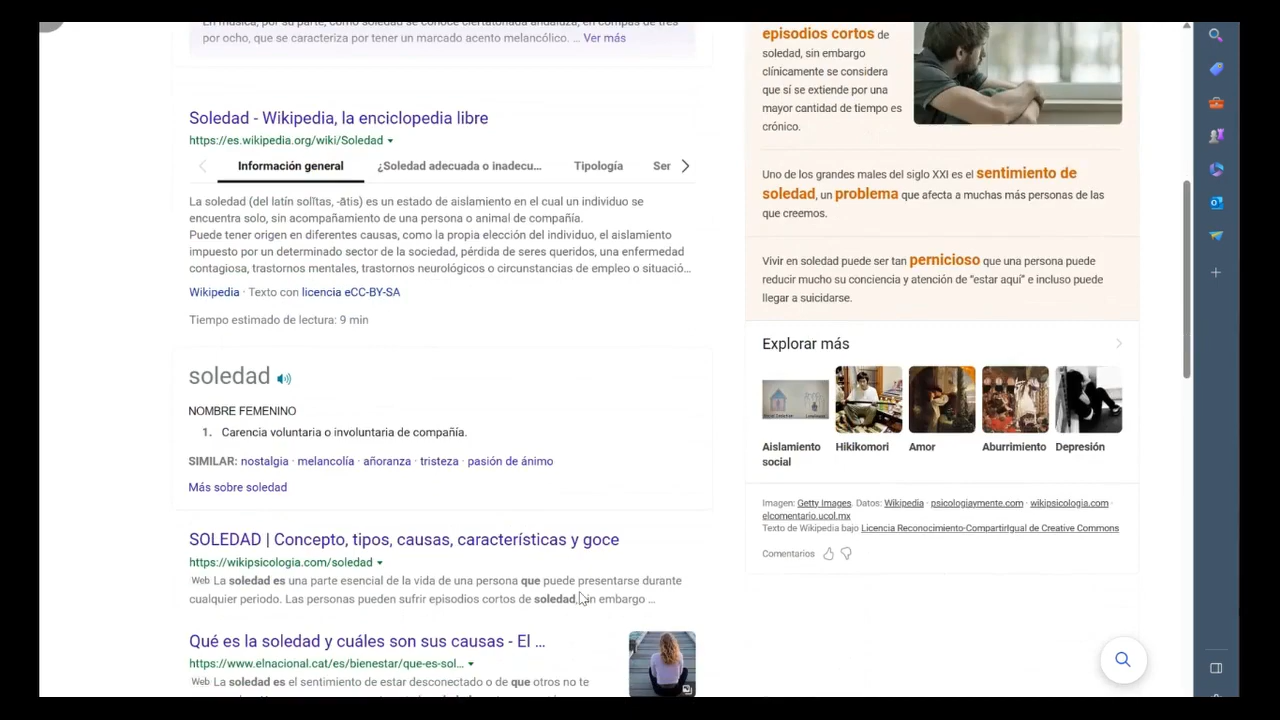 En música, por su parte, como soledad se conoce ciertatonada andaluza, en compás de tres
por ocho, que se caracteriza por tener un marcado acento melancólico. ... Ver más
Soledad - Wikipedia, la enciclopedia libre
https://es.wikipedia.org/wiki/Soledad
Información general
¿Soledad adecuada o inadecu...
Tipología
Ser
La soledad (del latín solĭtas, -ātis) es un estado de aislamiento en el cual un individuo se
encuentra solo, sin acompañamiento de una persona o animal de compañía.
Puede tener origen en diferentes causas, como la propia elección del individuo, el aislamiento
impuesto por un determinado sector de la sociedad, pérdida de seres queridos, una enfermedad
contagiosa, trastornos mentales, trastornos neurológicos o circunstancias de empleo o situació...
Wikipedia · Texto con licencia eCC-BY-SA
Tiempo estimado de lectura: 9 min
soledad
NOMBRE FEMENINO
1. Carencia voluntaria o involuntaria de compañía.
SIMILAR: nostalgia · melancolía · añoranza · tristeza · pasión de ánimo
Más sobre soledad
SOLEDAD | Concepto, tipos, causas, características y goce
https://wikipsicologia.com/soledad
Web La soledad es una parte esencial de la vida de una persona que puede presentarse durante
cualquier periodo. Las personas pueden sufrir episodios cortos de soledad, sin embargo ...
Qué es la soledad y cuáles son sus causas - El ...
https://www.elnacional.cat/es/bienestar/que-es-sol...
Web La soledad es el sentimiento de estar desconectado o de que otros no te
episodios cortos de
soledad, sin embargo
clínicamente se considera
que sí se extiende por una
mayor cantidad de tiempo es
crónico.
Uno de los grandes males del siglo XXI es el sentimiento de
soledad, un problema que afecta a muchas más personas de las
que creemos.
Vivir en soledad puede ser tan pernicioso que una persona puede
reducir mucho su conciencia y atención de “estar aquí” e incluso puede
llegar a suicidarse.
Explorar más
Aislamiento
social
Hikikomori
Amor
Aburrimiento
Depresión
Imagen: Getty Images. Datos: Wikipedia · psicologiaymente.com · wikipsicologia.com ·
elcomentario.ucol.mx
Texto de Wikipedia bajo Licencia Reconocimiento-CompartirIgual de Creative Commons
Comentarios